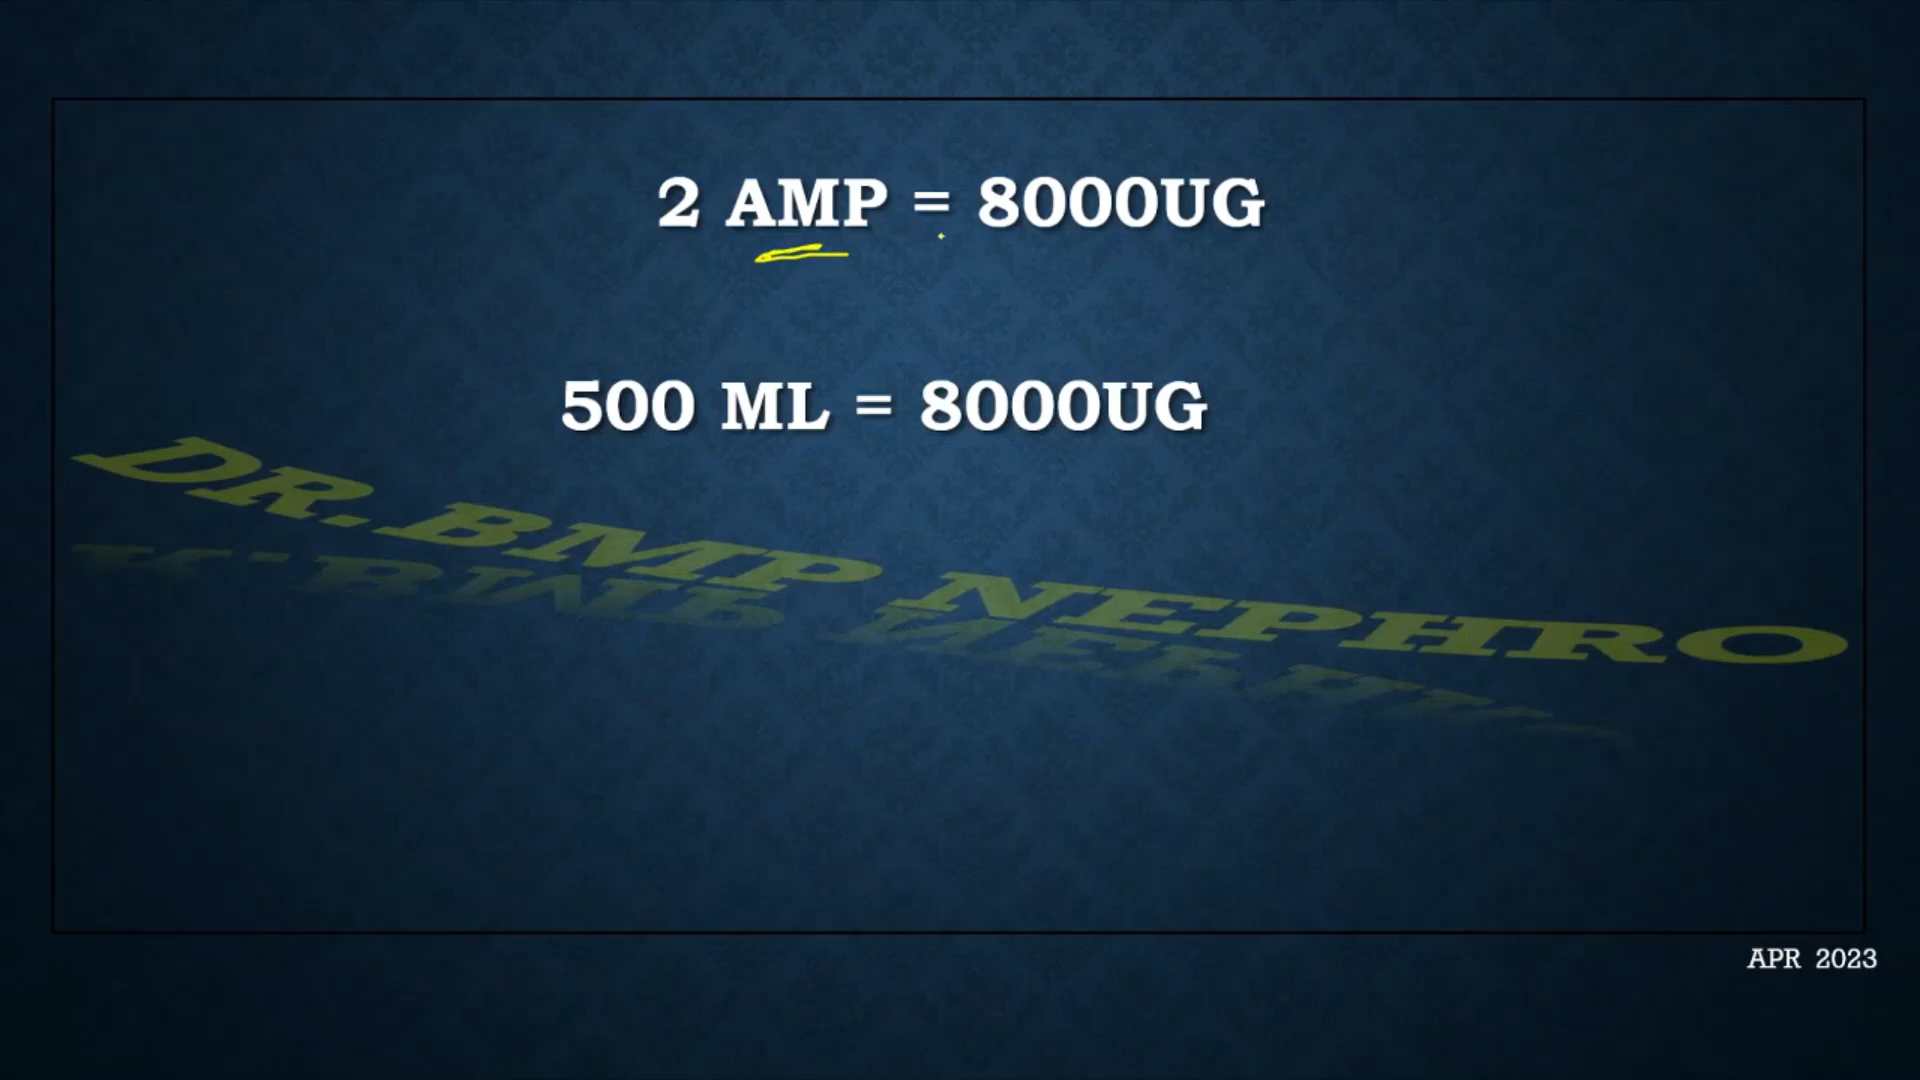 2 AMP = 8000UG
500 ML = 8000UG
DR.BMP NEPHRO
APR 2023